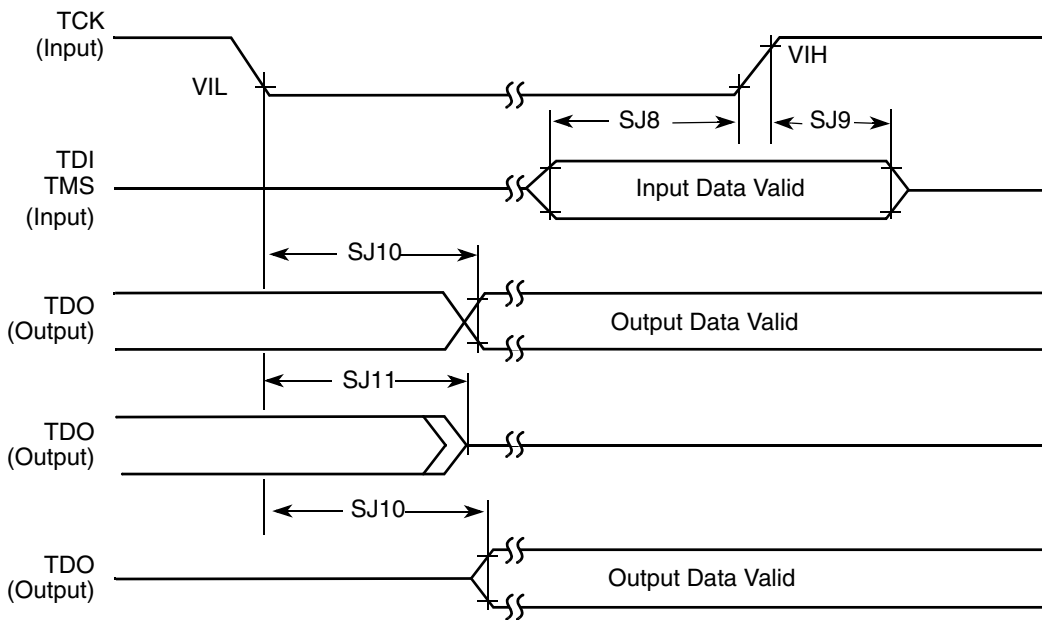 TCK
(Input)
VIL
VIH
SJ8
SJ9
TDI
TMS
(Input)
Input Data Valid
SJ10
TDO
(Output)
Output Data Valid
SJ11
TDO
(Output)
SJ10
TDO
(Output)
Output Data Valid